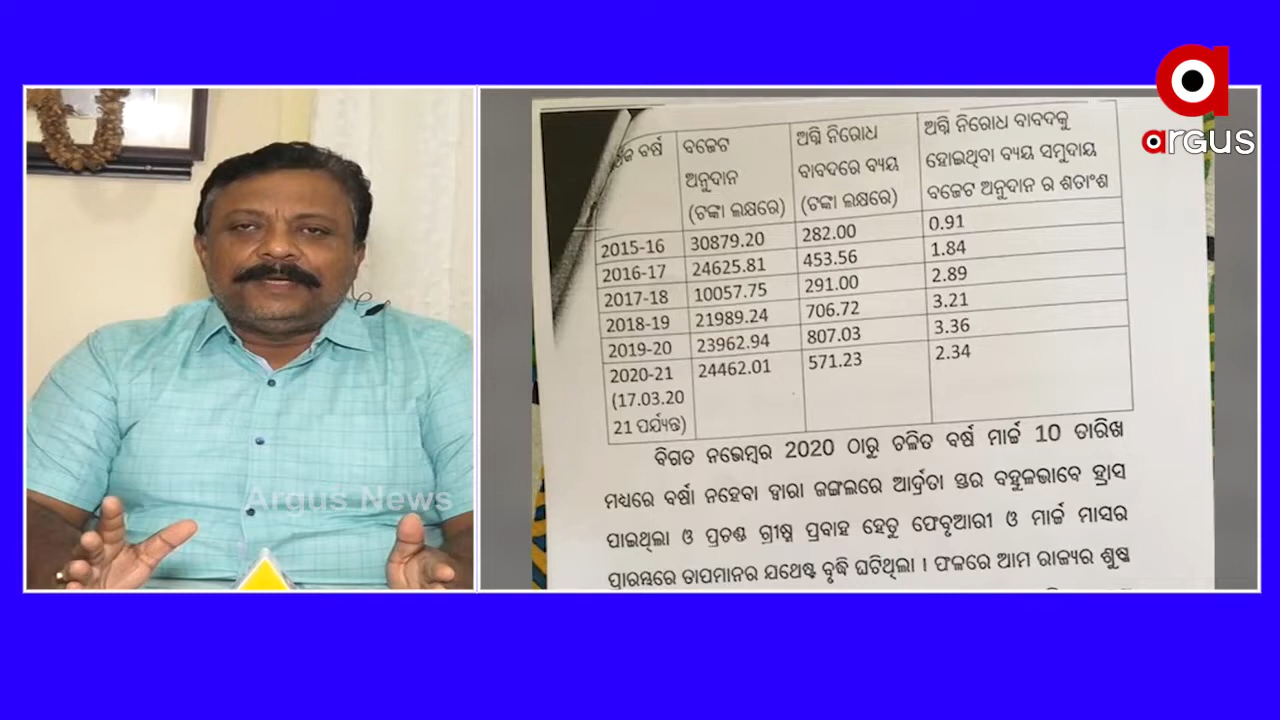 argus
ବର୍ଷ ବଜେଟ ଅନୁଦାନ (ଟଙ୍କା ଲକ୍ଷରେ) ଅଗ୍ନି ନିରୋଧ ବାବଦରେ ବ୍ୟୟ (ଟଙ୍କା ଲକ୍ଷରେ) ଅଗ୍ନି ନିରୋଧ ବାବଦକୁ ହୋଇଥିବା ବ୍ୟୟ ସମୁଦାୟ ବଜେଟ ଅନୁଦାନ ର ଶତାଂଶ
2015-16 30879.20 282.00 0.91
2016-17 24625.81 453.56 1.84
2017-18 10057.75 291.00 2.89
2018-19 21989.24 706.72 3.21
2019-20 23962.94 807.03 3.36
2020-21 24462.01 571.23 2.34
(17.03.20
21 ପର୍ଯ୍ୟନ୍ତ)
ବିଗତ ନଭେମ୍ବର 2020 ଠାରୁ ଚଳିତ ବର୍ଷ ମାର୍ଚ୍ଚ 10 ତାରିଖ
ମଧ୍ୟରେ ବର୍ଷା ନହେବା ଦ୍ୱାରା ଜଙ୍ଗଲରେ ଆର୍ଦ୍ରତା ସ୍ତର ବହୁଳଭାବେ ହ୍ରାସ
ପାଇଥିଲା ଓ ପ୍ରଚଣ୍ଡ ଗ୍ରୀଷ୍ମ ପ୍ରବାହ ହେତୁ ଫେବୃଆରୀ ଓ ମାର୍ଚ୍ଚ ମାସର
ପ୍ରାରମ୍ଭରେ ତାପମାନର ଯଥେଷ୍ଟ ବୃଦ୍ଧି ଘଟିଥିଲା । ଫଳରେ ଆମ ରାଜ୍ୟର ଶୁଷ୍କ
Argus News